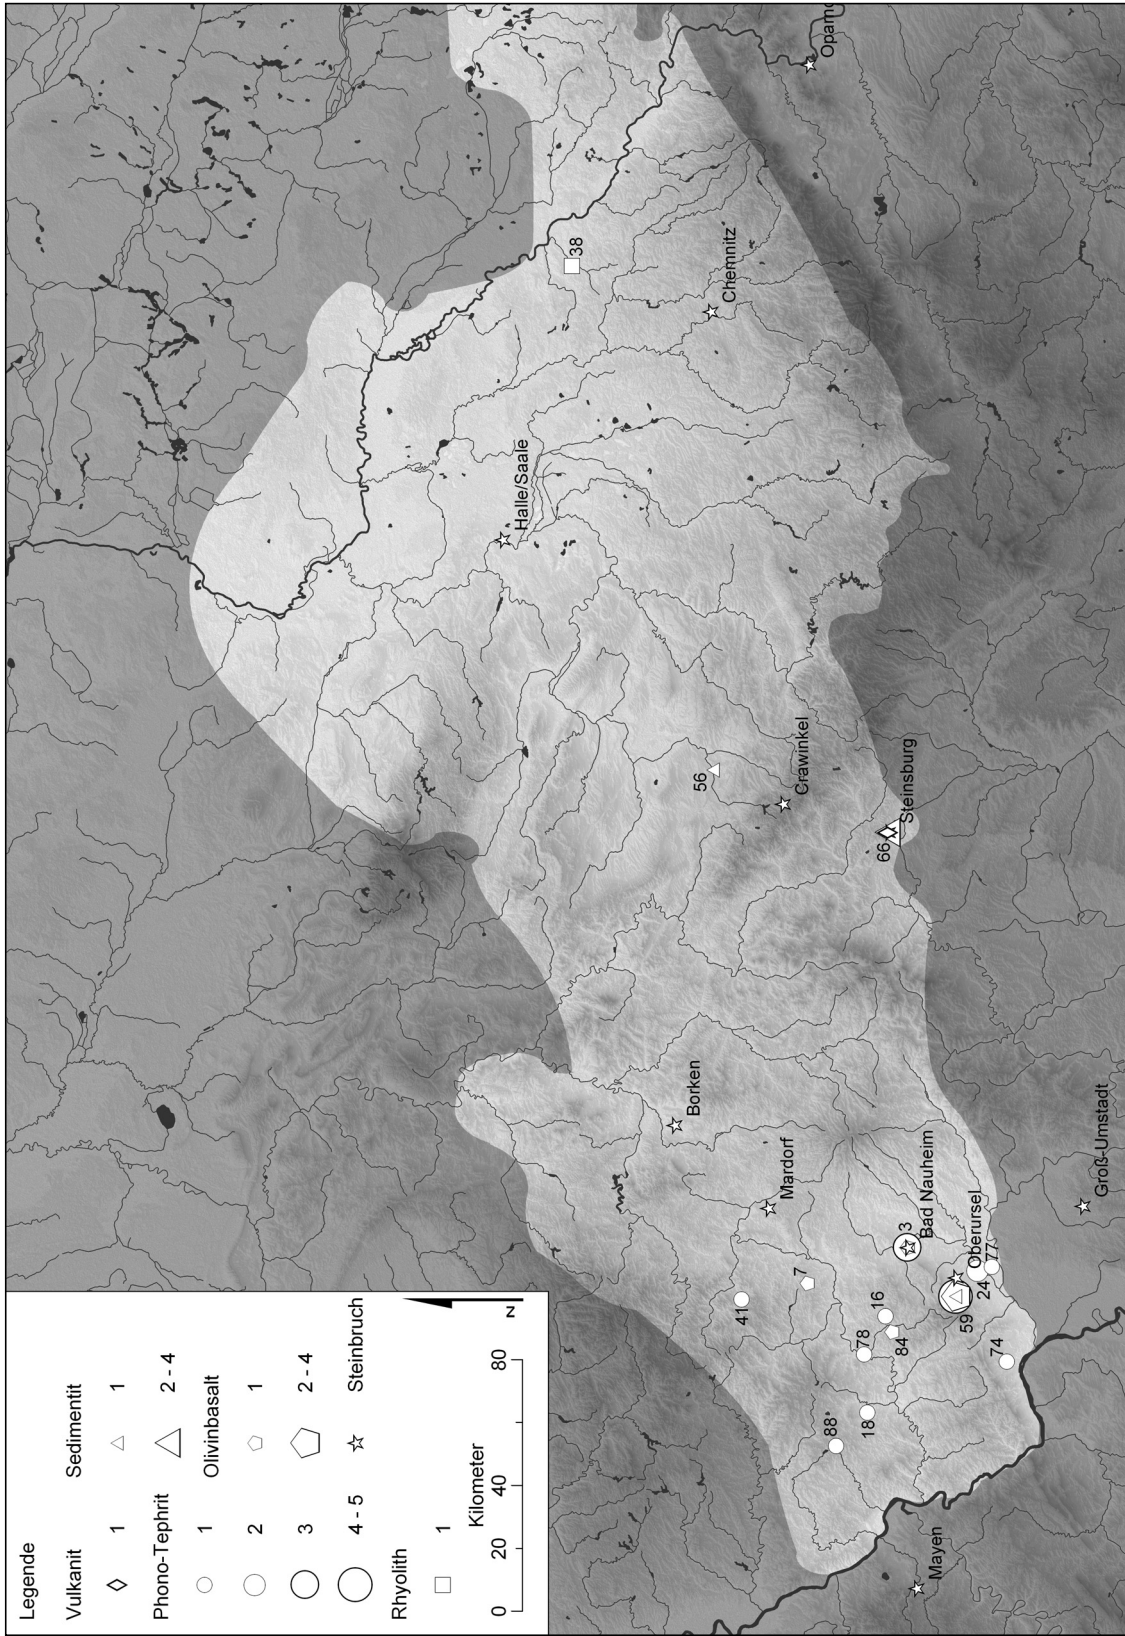 Legende
Vulkanit
1
Phono-Tephrit
1
2
3
4 - 5
Rhyolith
1
Sedimentit
1
2 - 4
Olivinbasalt
1
2 - 4
Steinbruch
Kilometer
0 20 40 80
N
Opamo
38
Chemnitz
Halle/Saale
56
Crawinkel
66
Steinsburg
Borken
Mardorf
Groß-Umstadt
3
Bad Nauheim
Oberursel
77
24
59
7
41
16
84
78
74
18
88*
Mayen